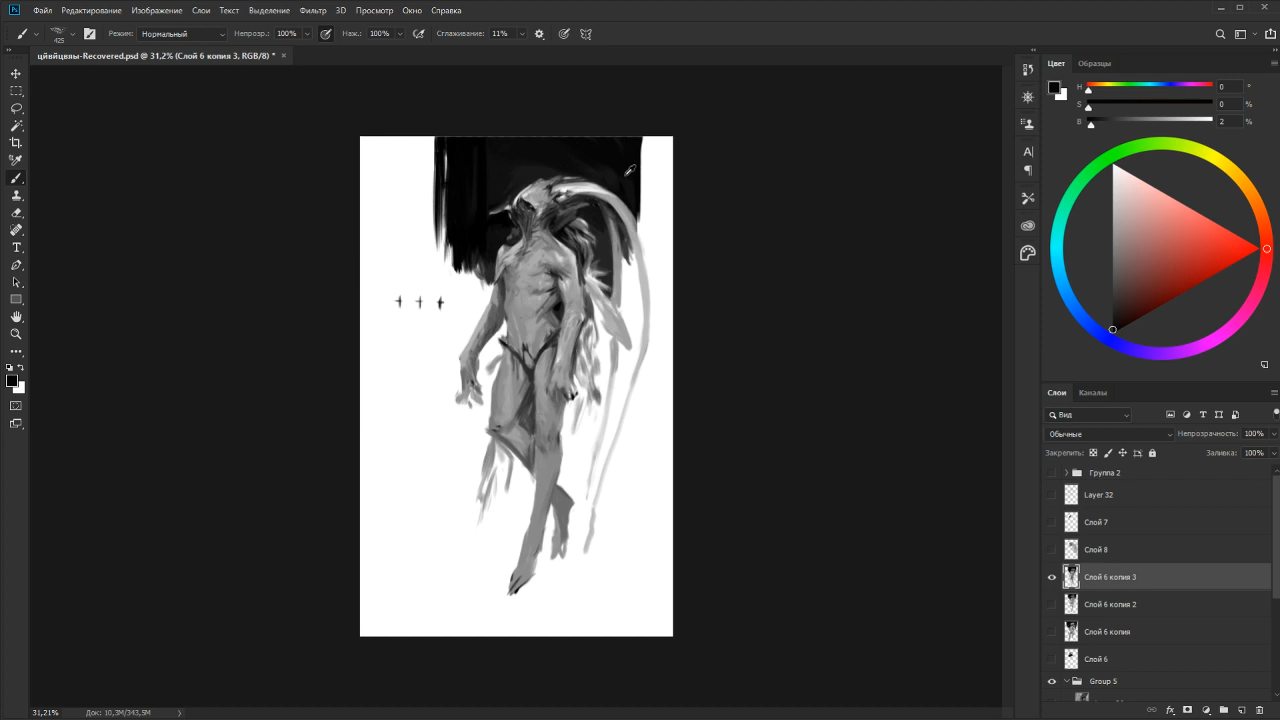 Ps Файл Редактирование Изображение Слои Текст Выделение Фильтр 3D Просмотр Окно Справка
425 Режим: Нормальный Непрозр.: 100% Наж.: 100% Сглаживание: 11%
цйвйцвяы-Recovered.psd @ 31,2% (Слой 6 копия 3, RGB/8) * ×
Цвет Образцы
H 0 °
S 0 %
B 2 %
Слои Каналы
Вид
Обычные Непрозрачность: 100%
Закрепить: Заливка: 100%
Группа 2
Layer 32
Слой 7
Слой 8
Слой 6 копия 3
Слой 6 копия 2
Слой 6 копия
Слой 6
Group 5
31,21% Док: 10,3M/343,5M